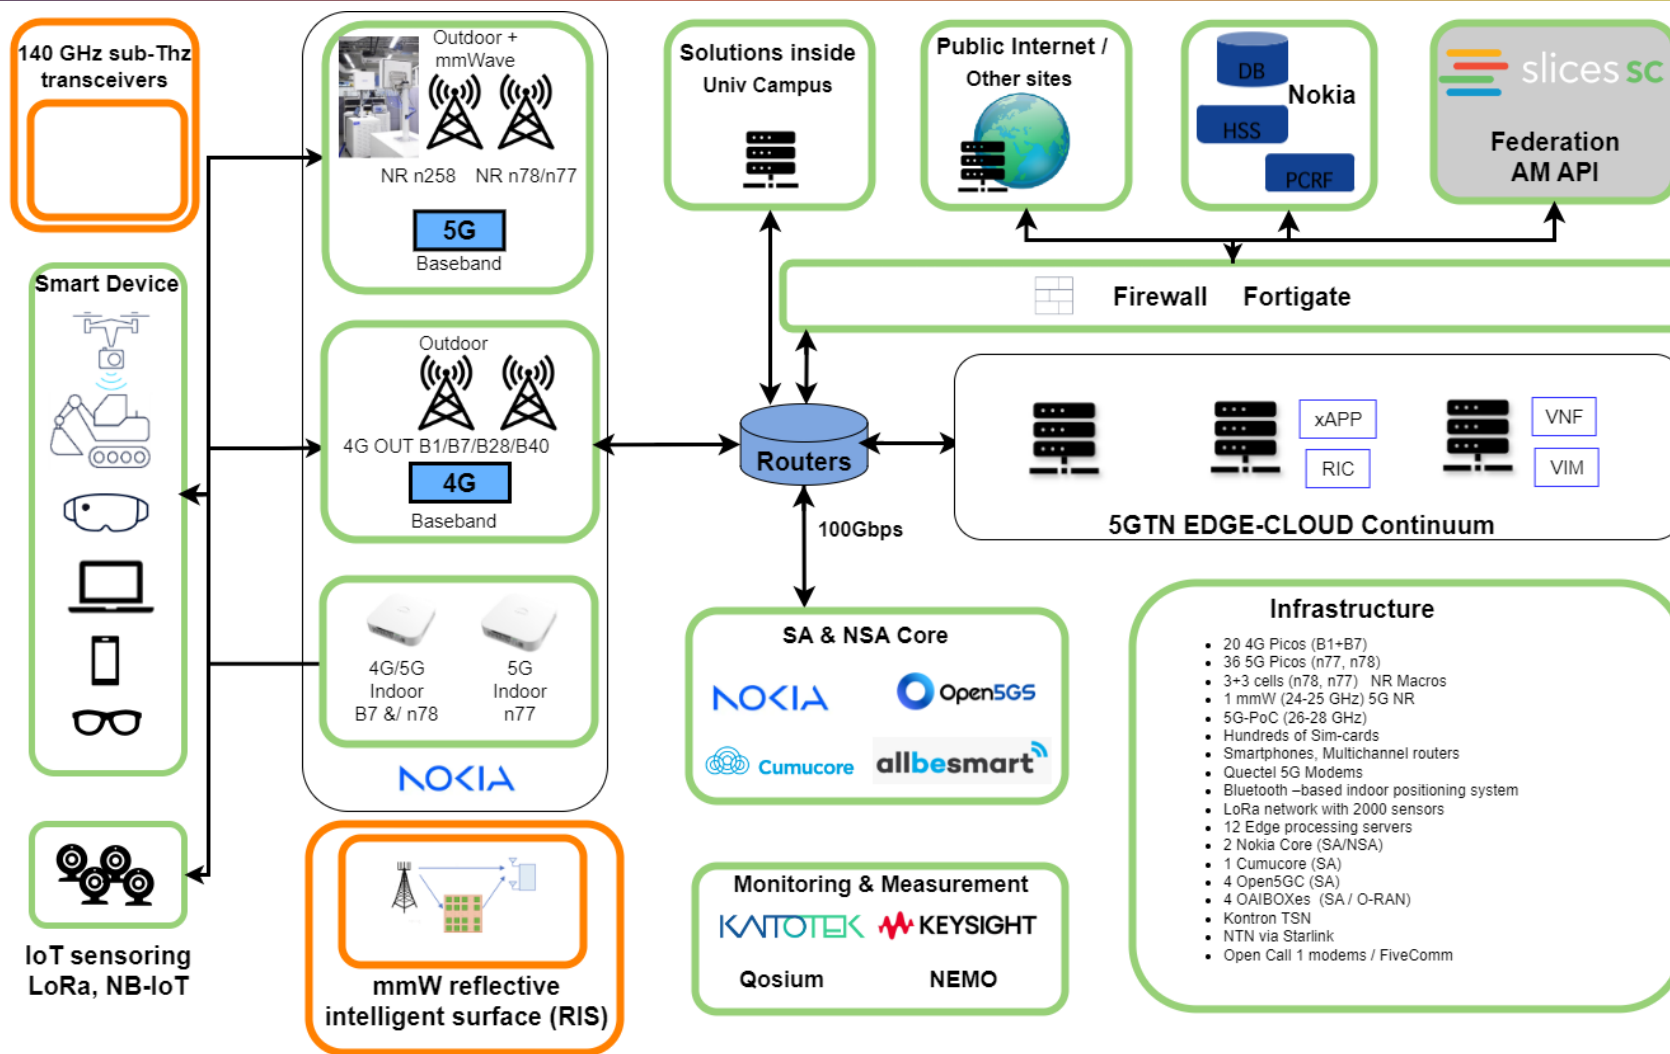 140 GHz sub-Thz
transceivers
Smart Device
IoT sensoring
LoRa, NB-IoT
Outdoor +
mmWave
NR n258
NR n78/n77
5G
Baseband
Outdoor
4G OUT B1/B7/B28/B40
4G
Baseband
4G/5G
Indoor
B7 &/ n78
5G
Indoor
n77
NOKIA
mmW reflective
intelligent surface (RIS)
Solutions inside
Univ Campus
Public Internet /
Other sites
DB
HSS
PCRF
Nokia
slices sc
Federation
AM API
Firewall Fortigate
Routers
100Gbps
xAPP
RIC
VNF
VIM
5GTN EDGE-CLOUD Continuum
SA & NSA Core
NOKIA
Open5GS
Cumucore
allbesmart
Monitoring & Measurement
KAITOTEK
KEYSIGHT
Qosium
NEMO
Infrastructure
• 20 4G Picos (B1+B7)
• 36 5G Picos (n77, n78)
• 3+3 cells (n78, n77) NR Macros
• 1 mmW (24-25 GHz) 5G NR
• 5G-PoC (26-28 GHz)
• Hundreds of Sim-cards
• Smartphones, Multichannel routers
• Quectel 5G Modems
• Bluetooth –based indoor positioning system
• LoRa network with 2000 sensors
• 12 Edge processing servers
• 2 Nokia Core (SA/NSA)
• 1 Cumucore (SA)
• 4 Open5GC (SA)
• 4 OAIBOXes (SA / O-RAN)
• Kontron TSN
• NTN via Starlink
• Open Call 1 modems / FiveComm